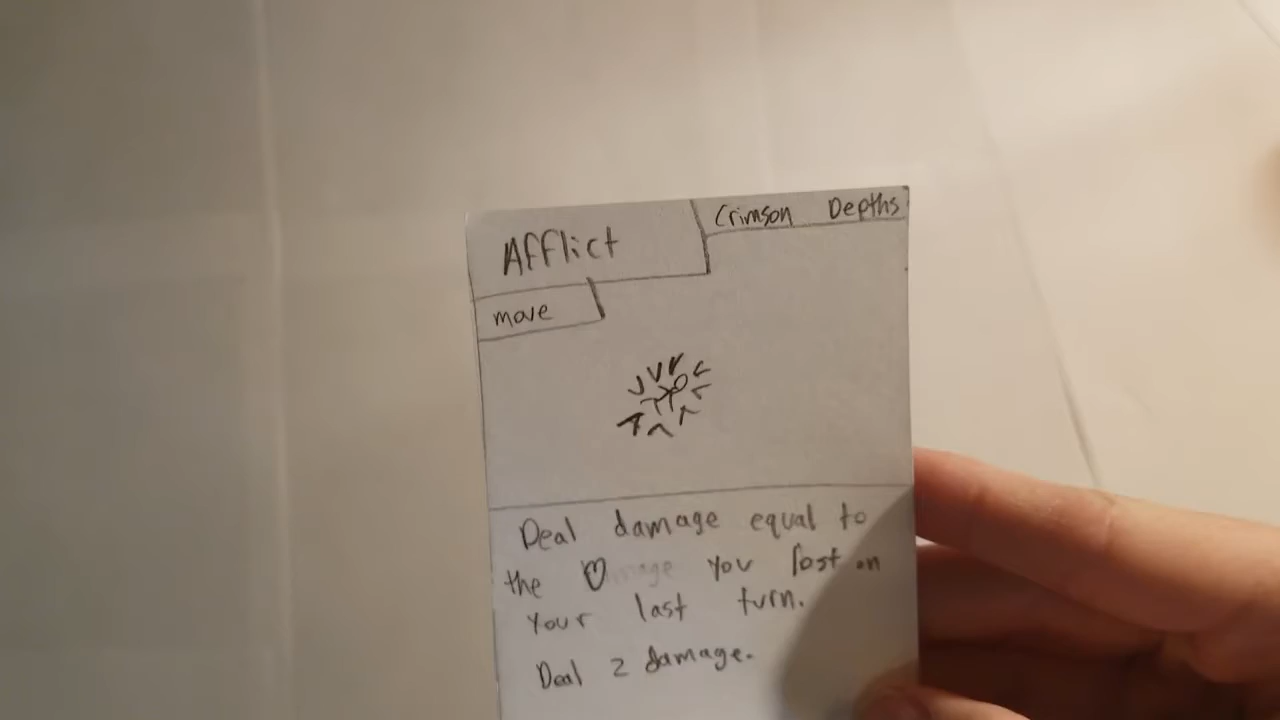 Crimson Depths
Afflict
move
Deal damage equal to
the ♡ you lost on
your last turn.
Deal 2 damage.